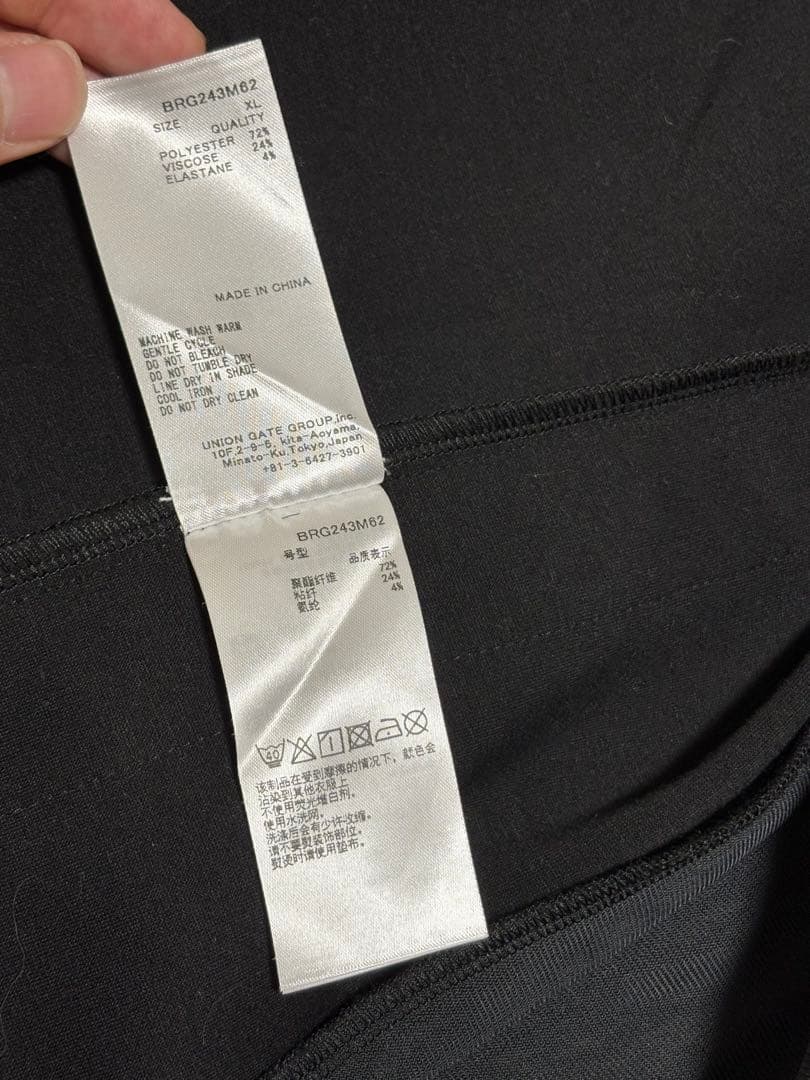 BRG243M62
SIZE XL
QUALITY
POLYESTER 72%
VISCOSE 24%
ELASTANE 4%
MADE IN CHINA
MACHINE WASH WARM
GENTLE CYCLE
DO NOT BLEACH
DO NOT TUMBLE DRY
LINE DRY IN SHADE
COOL IRON
DO NOT DRY CLEAN
UNION GATE GROUP,inc.
10F,2-9-5, kita-Aoyama,
Minato-Ku,Tokyo,Japan
+81-3-5427-3901
BRG243M62
号型
品质表示
聚酯纤维 72%
粘纤 24%
氨纶 4%
40
该制品在受到摩擦的情况下，颜色会
沾染到其他衣服上。
不使用荧光增白剂。
使用水洗网。
洗涤后会有少许收缩。
请不要熨装饰部位。
熨烫时请使用垫布。